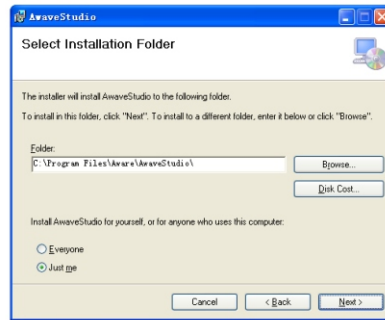 AwaveStudio
Select Installation Folder
The installer will install AwaveStudio to the following folder.
To install in this folder, click "Next". To install to a different folder, enter it below or click "Browse".
Folder:
C:\Program Files\Aware\AwaveStudio\
Browse...
Disk Cost...
Install AwaveStudio for yourself, or for anyone who uses this computer:
Everyone
Just me
Cancel
< Back
Next >